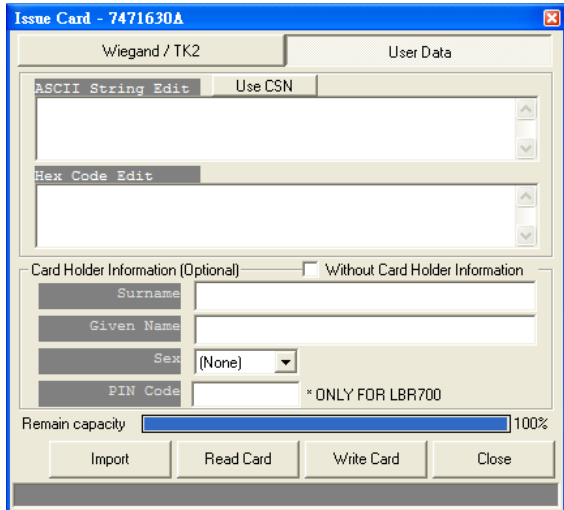 Issue Card - 7471630A
Wiegand / TK2
User Data
ASCII String Edit
Use CSN
Hex Code Edit
Card Holder Information (Optional)
Without Card Holder Information
Surname
Given Name
Sex
(None)
PIN Code
* ONLY FOR LBR700
Remain capacity
100%
Import
Read Card
Write Card
Close